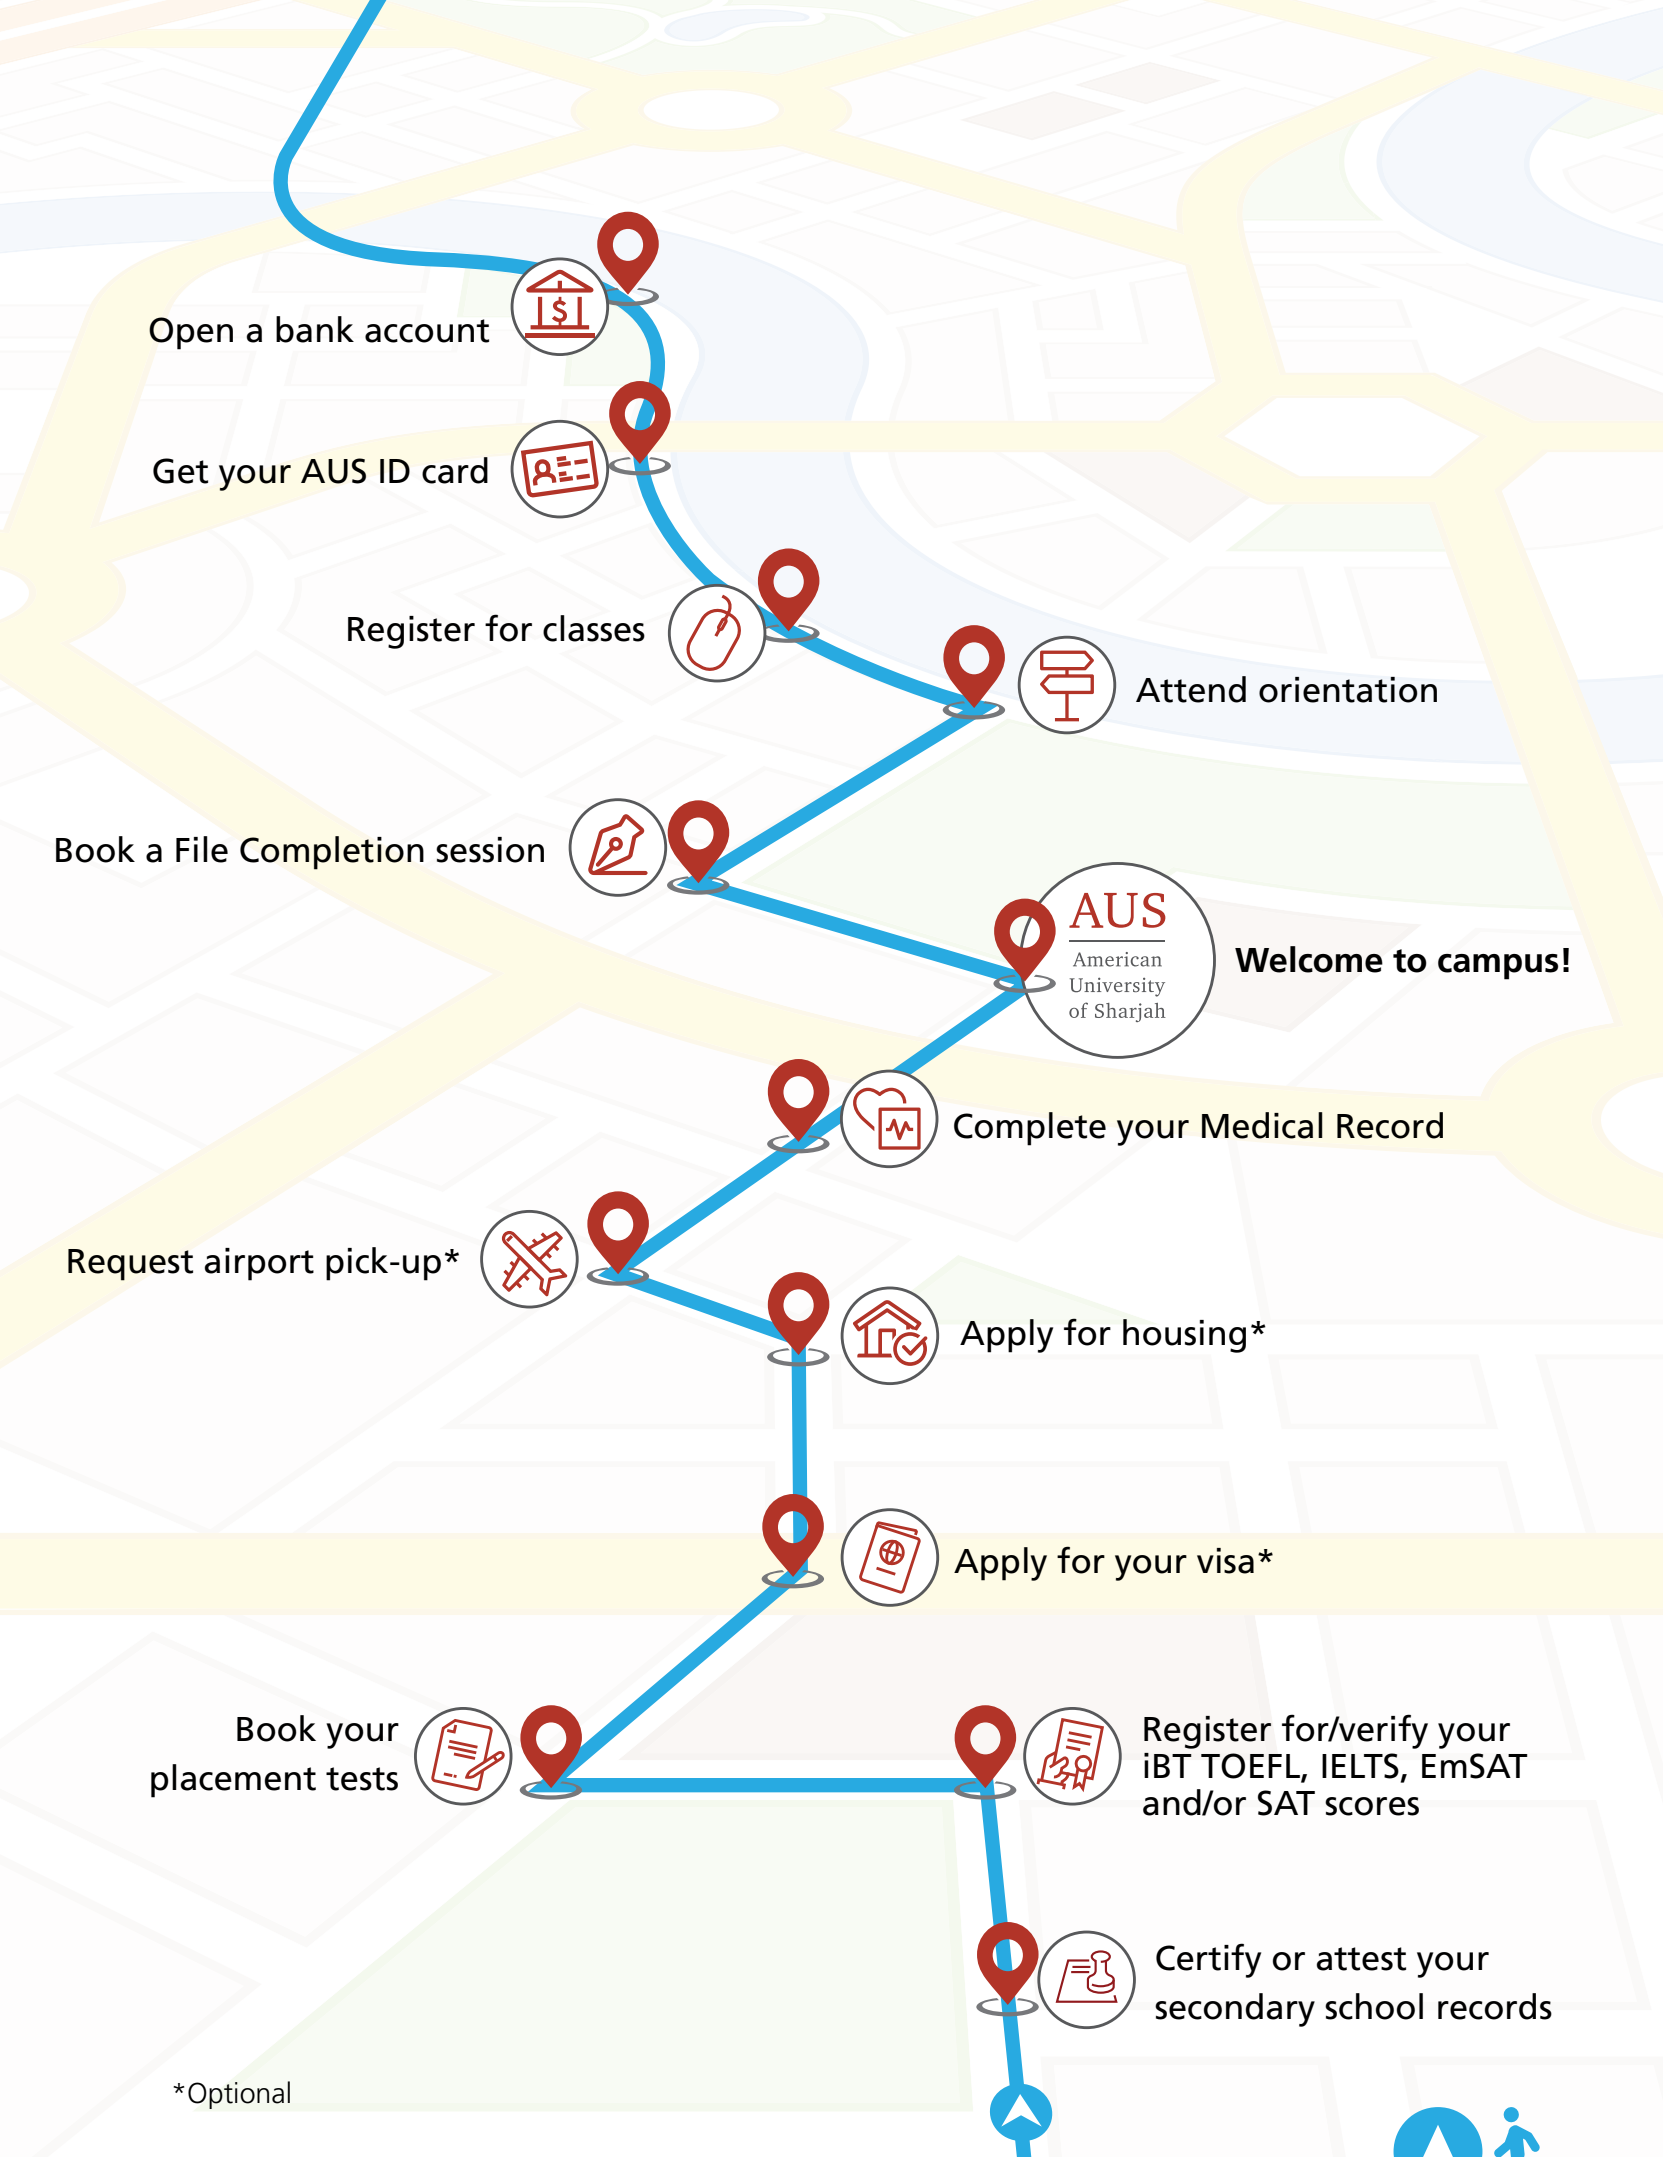 Open a bank account
Get your AUS ID card
Register for classes
Attend orientation
Book a File Completion session
AUS
American
University
of Sharjah
Welcome to campus!
Complete your Medical Record
Request airport pick-up*
Apply for housing*
Apply for your visa*
Book your
placement tests
Register for/verify your
iBT TOEFL, IELTS, EmSAT
and/or SAT scores
Certify or attest your
secondary school records
*Optional